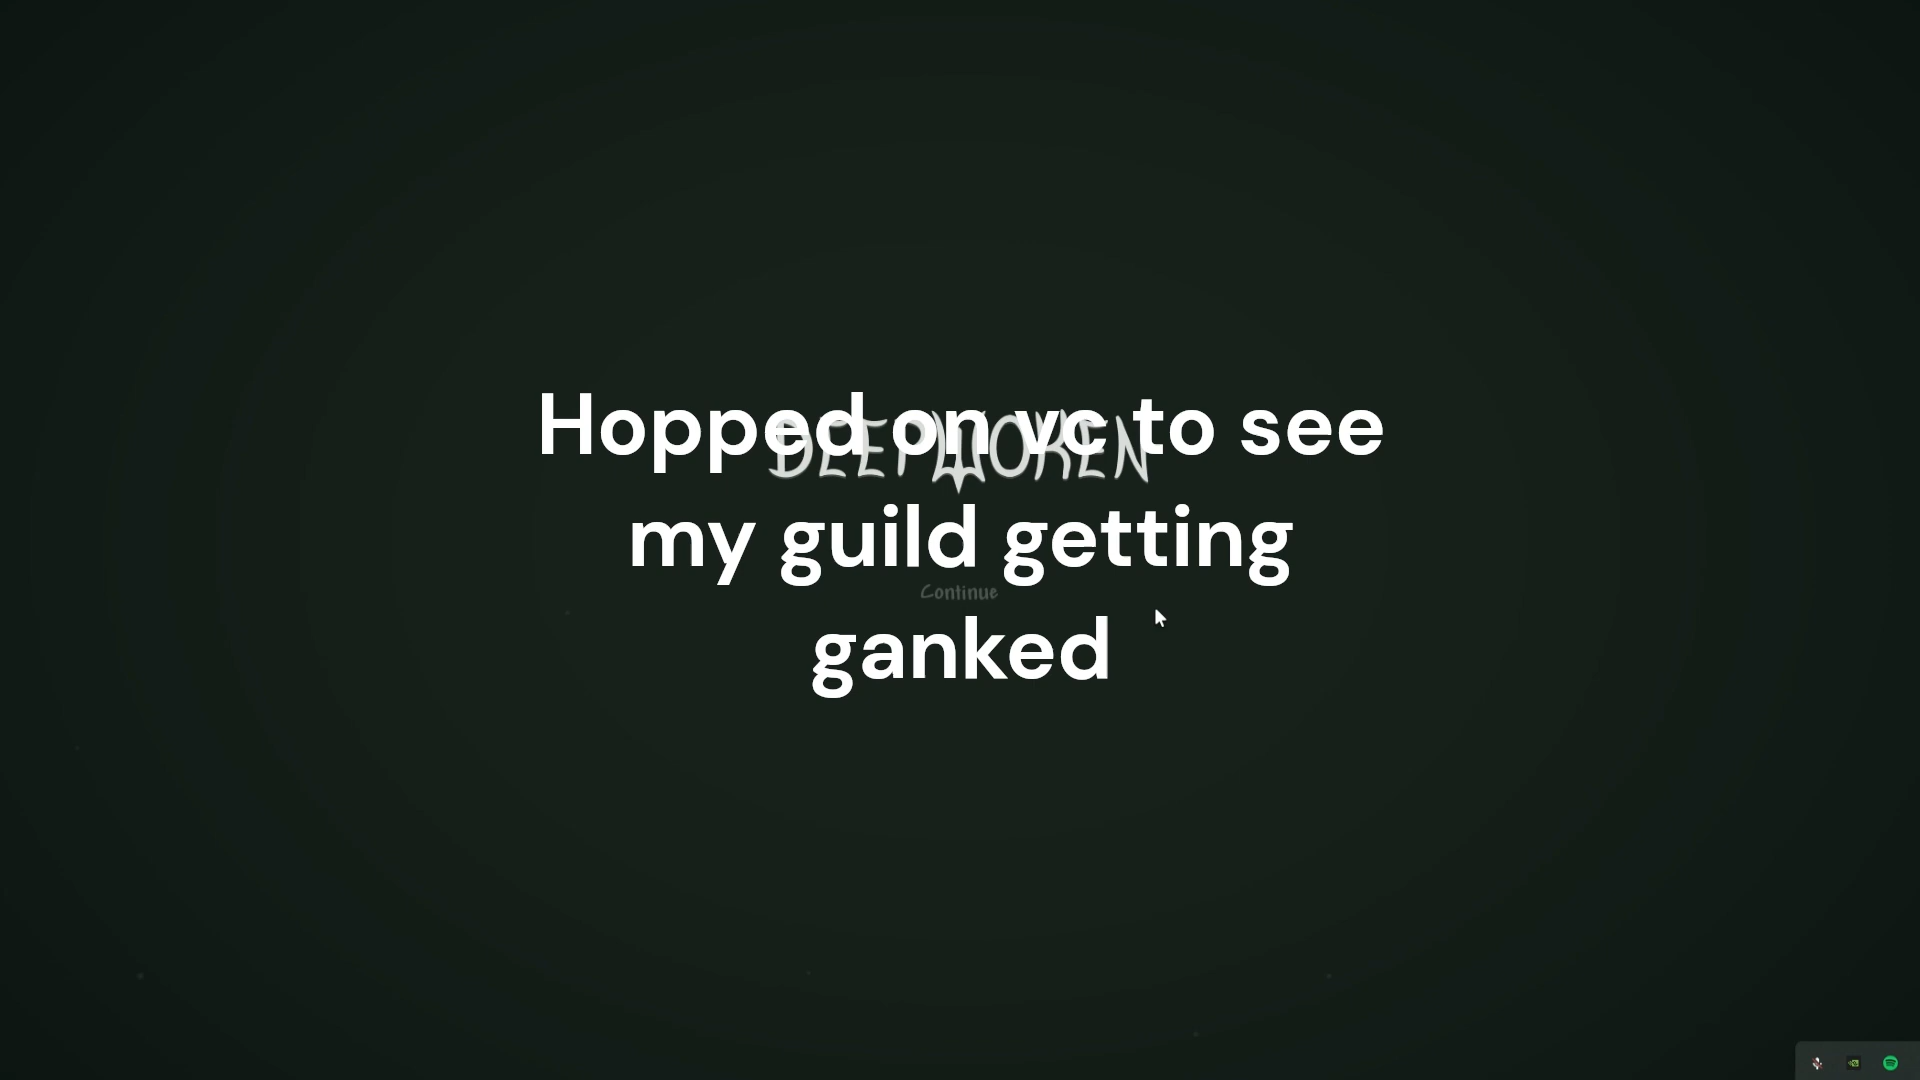 Hopped on vc to see
DEEPWOKEN
my guild getting
Continue
ganked